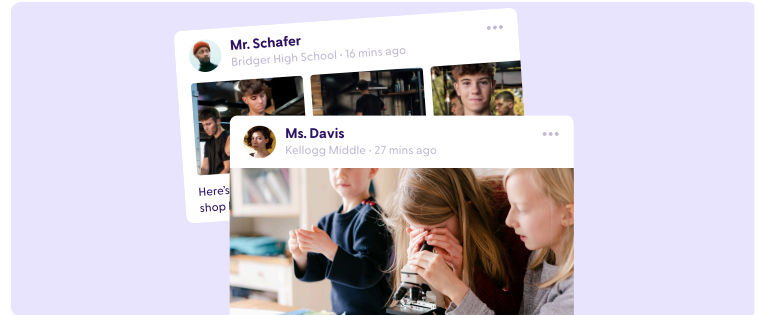 Mr. Schafer
Bridger High School · 16 mins ago
Ms. Davis
Kellogg Middle · 27 mins ago
Here's
shop